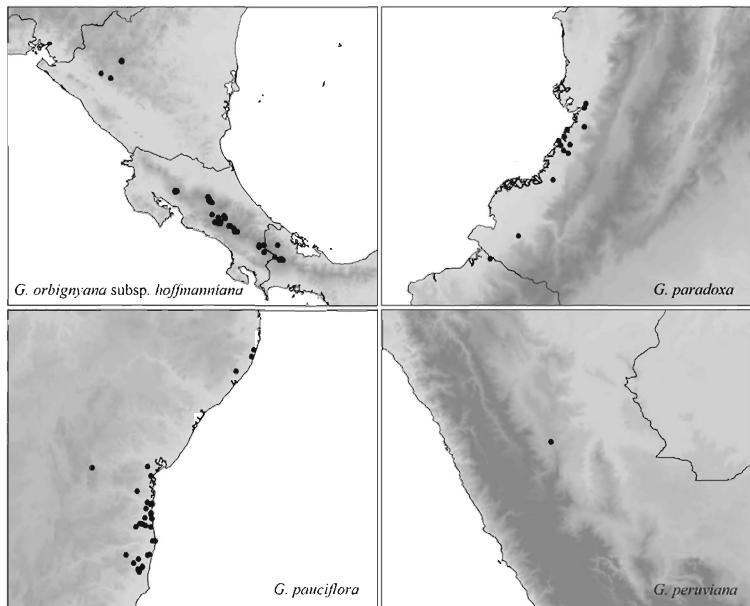 G. orbignyana subsp. hoffmanniana
G. paradoxa
G. pauciflora
G. peruviana